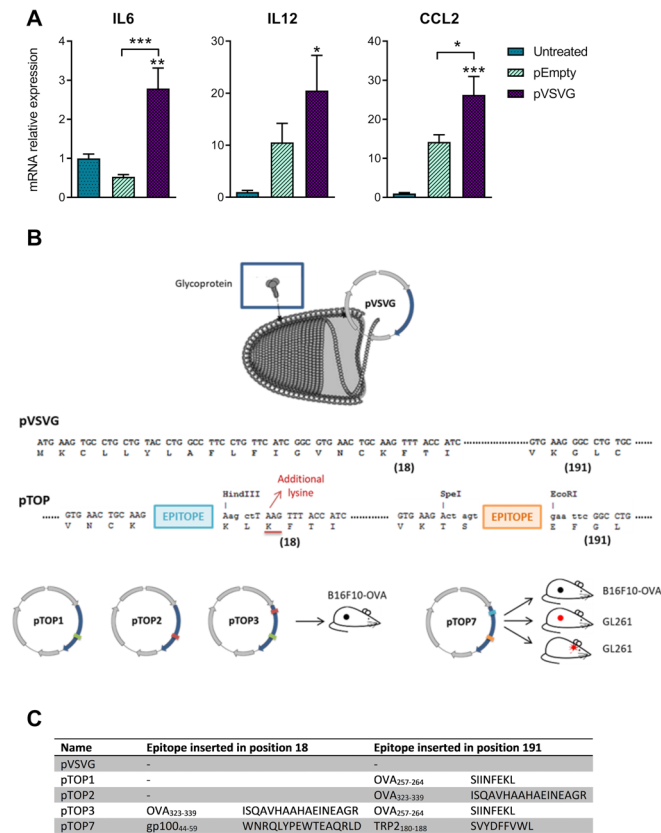 A
IL6
IL12
CCL2
mRNA relative expression
4
3
2
1
0
***
**
30
20
10
0
*
40
30
20
10
0
*
***
Untreated
pEmpty
pVSVG
B
Glycoprotein
pVSVG
pVSVG
ATG AAG TGC CTG CTG TAC CTG GCC TTC CTG TTC ATC GGC GTG AAC TGC AAG TTT ACC ATC ...................... GTG AAG GGC CTG TGC ......
M K C L L Y L A F L F I G V N C K F T I V K G L C
(18) (191)
pTOP
Additional
lysine
HindIII SpeI EcoRI
...... GTG AAC TGC AAG EPITOPE Aag ctT AAG TTT ACC ATC ......... GTG AAG Act agt EPITOPE gaa ttc GGC CTG ......
V N C K K L K F T I V K T S E F G L
(18) (191)
pTOP1
pTOP2
pTOP3
B16F10-OVA
pTOP7
B16F10-OVA
GL261
GL261
C
Name Epitope inserted in position 18 Epitope inserted in position 191
pVSVG - -
pTOP1 - OVA257-264 SIINFEKL
pTOP2 - OVA323-339 ISQAVHAAHAEINEAGR
pTOP3 OVA323-339 ISQAVHAAHAEINEAGR OVA257-264 SIINFEKL
pTOP7 gp10044-59 WNRQLYPEWTEAQRLD TRP2180-188 SVYDFFVWL